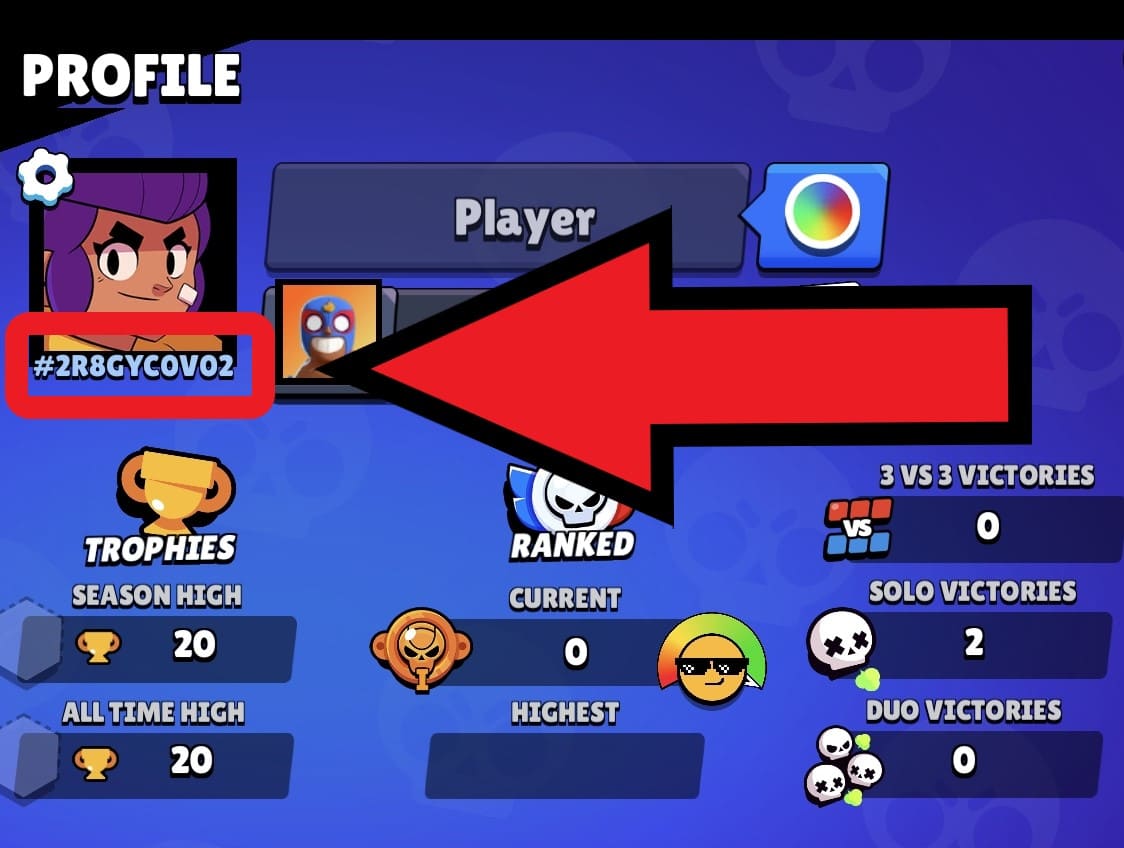 PROFILE
Player
#2R8GYC0V02
TROPHIES
SEASON HIGH
20
ALL TIME HIGH
20
RANKED
CURRENT
0
HIGHEST
3 VS 3 VICTORIES
VS
0
SOLO VICTORIES
2
DUO VICTORIES
0